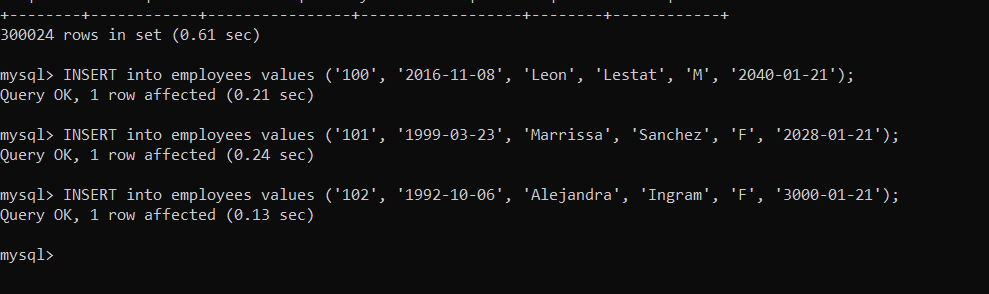 +--------+------------+---------------+-----------------+--------+------------+
300024 rows in set (0.61 sec)
mysql> INSERT into employees values ('100', '2016-11-08', 'Leon', 'Lestat', 'M', '2040-01-21');
Query OK, 1 row affected (0.21 sec)
mysql> INSERT into employees values ('101', '1999-03-23', 'Marrissa', 'Sanchez', 'F', '2028-01-21');
Query OK, 1 row affected (0.24 sec)
mysql> INSERT into employees values ('102', '1992-10-06', 'Alejandra', 'Ingram', 'F', '3000-01-21');
Query OK, 1 row affected (0.13 sec)
mysql>